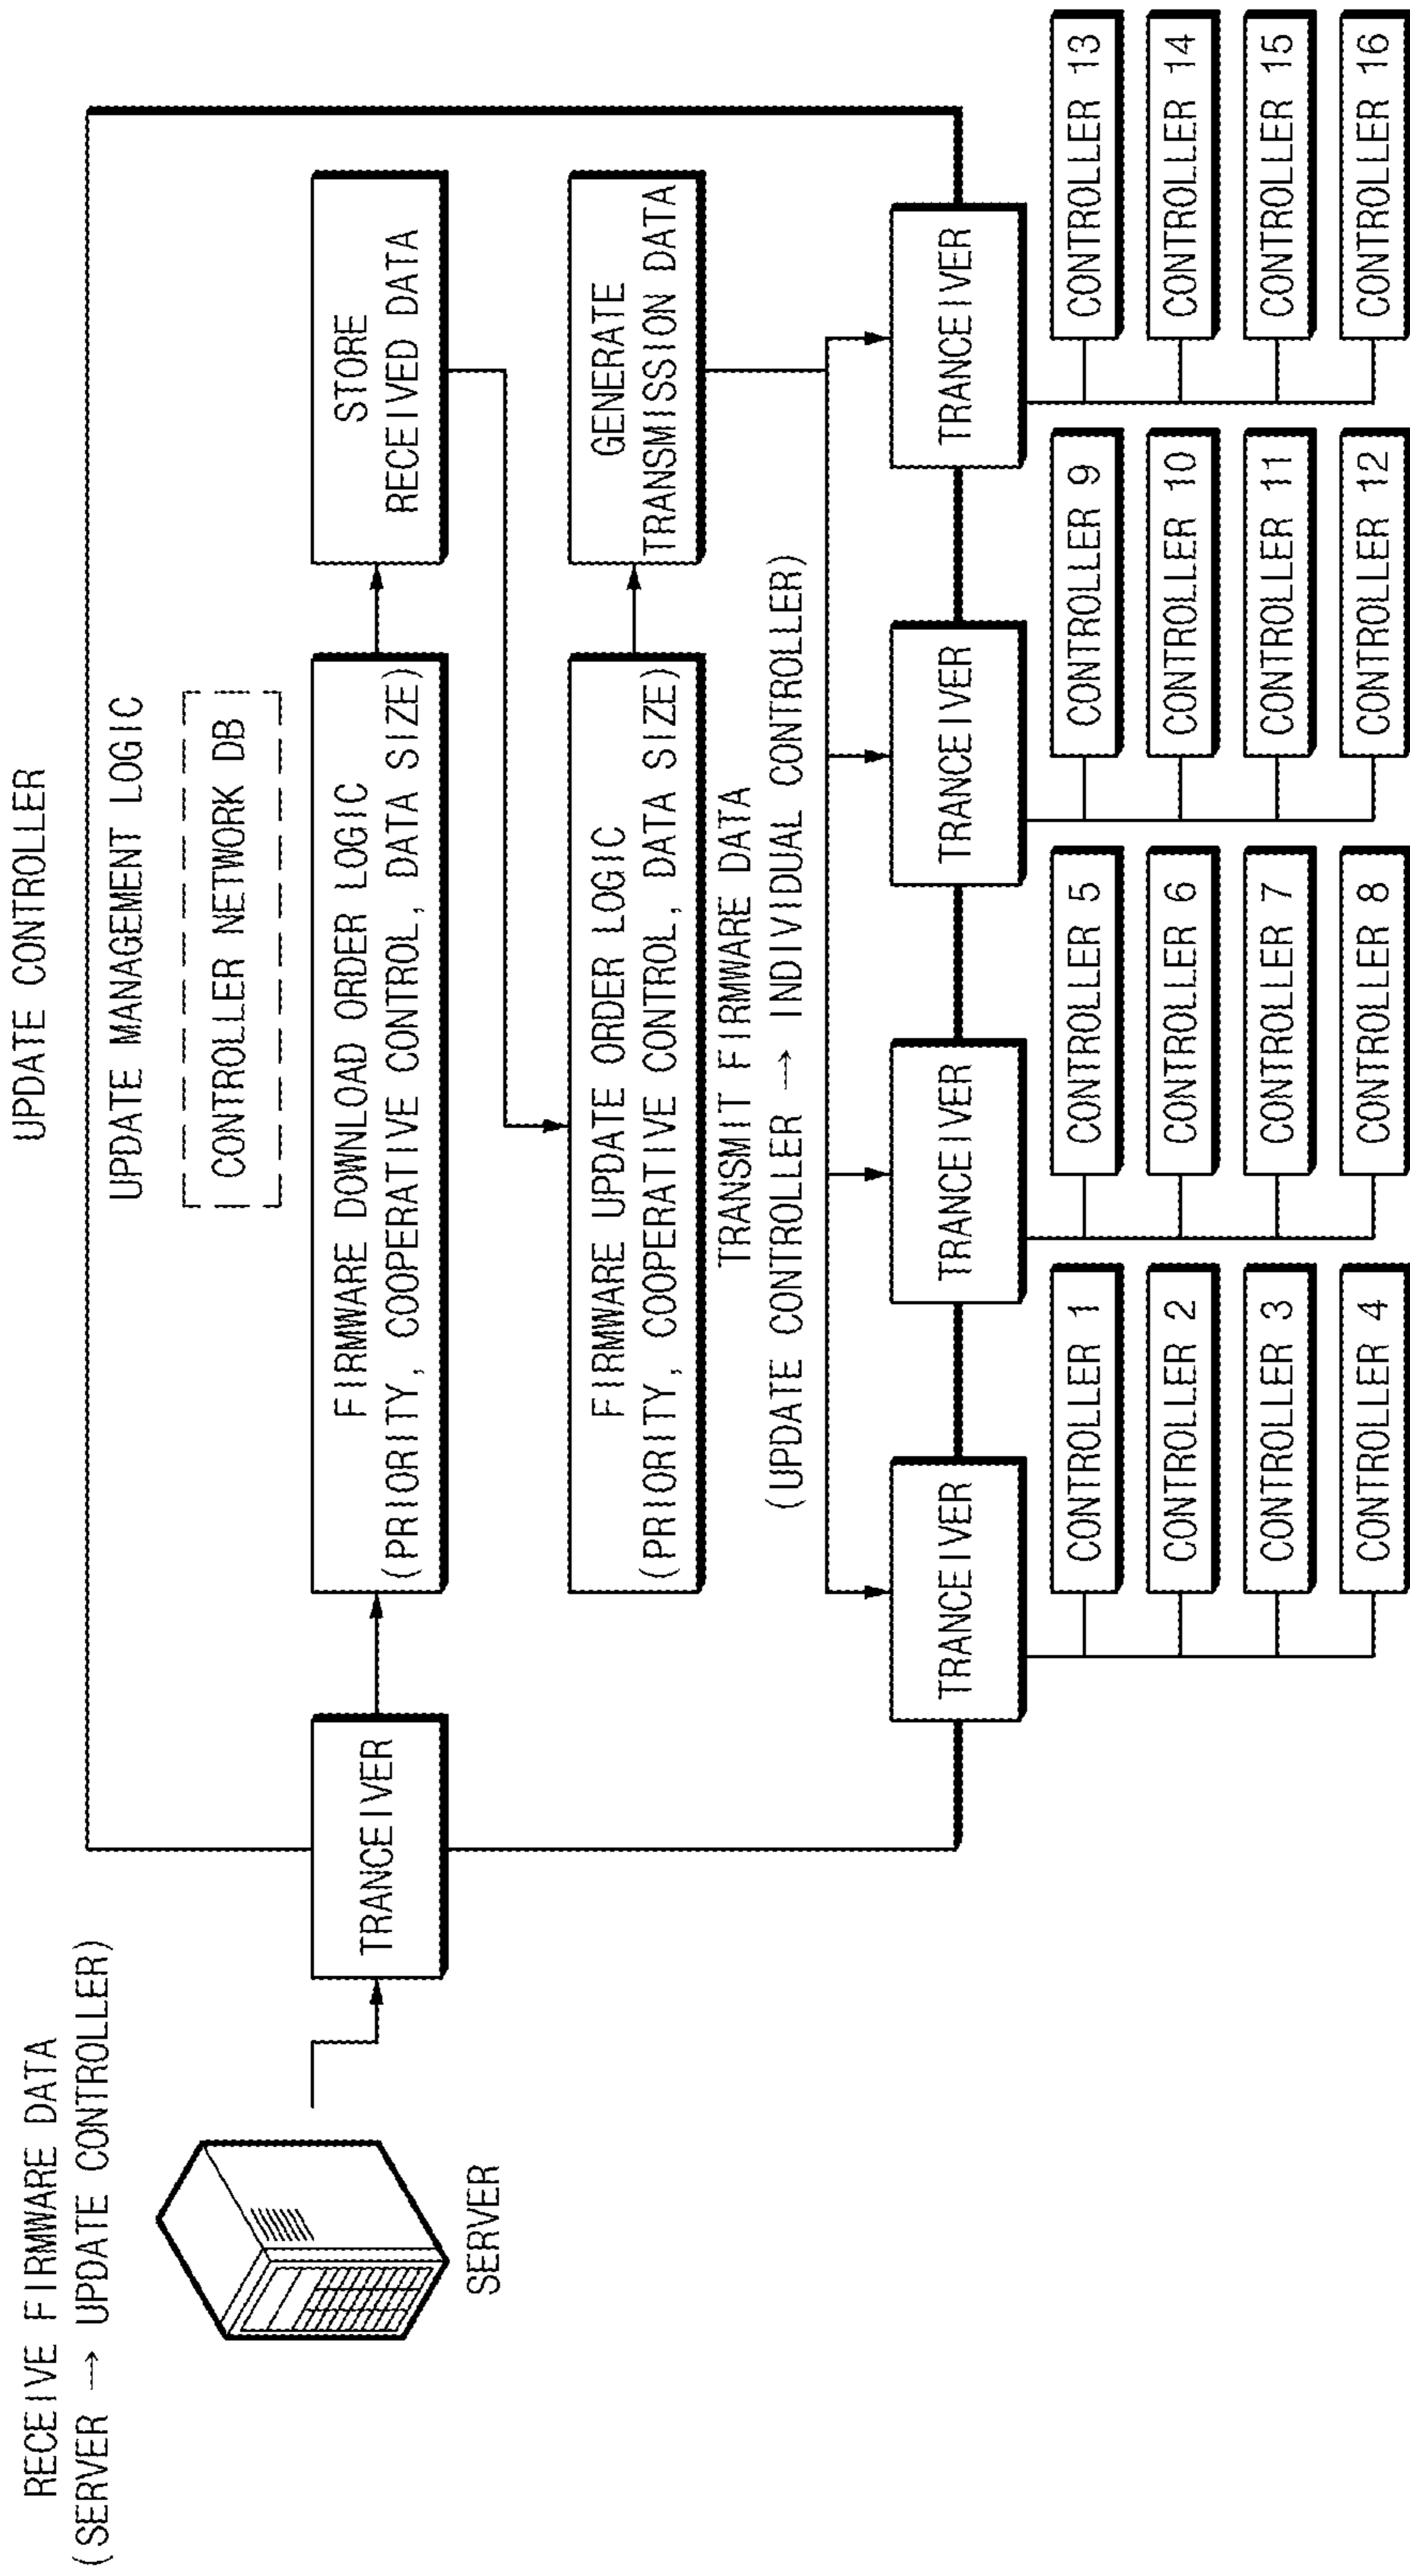 RECEIVE FIRMWARE DATA
(SERVER → UPDATE CONTROLLER)
SERVER
TRANCEIVER
UPDATE CONTROLLER
UPDATE MANAGEMENT LOGIC
CONTROLLER NETWORK DB
FIRMWARE DOWNLOAD ORDER LOGIC
(PRIORITY, COOPERATIVE CONTROL, DATA SIZE)
STORE
RECEIVED DATA
FIRMWARE UPDATE ORDER LOGIC
(PRIORITY, COOPERATIVE CONTROL, DATA SIZE)
GENERATE
TRANSMISSION DATA
TRANSMIT FIRMWARE DATA
(UPDATE CONTROLLER → INDIVIDUAL CONTROLLER)
TRANCEIVER
TRANCEIVER
TRANCEIVER
TRANCEIVER
CONTROLLER 1
CONTROLLER 2
CONTROLLER 3
CONTROLLER 4
CONTROLLER 5
CONTROLLER 6
CONTROLLER 7
CONTROLLER 8
CONTROLLER 9
CONTROLLER 10
CONTROLLER 11
CONTROLLER 12
CONTROLLER 13
CONTROLLER 14
CONTROLLER 15
CONTROLLER 16